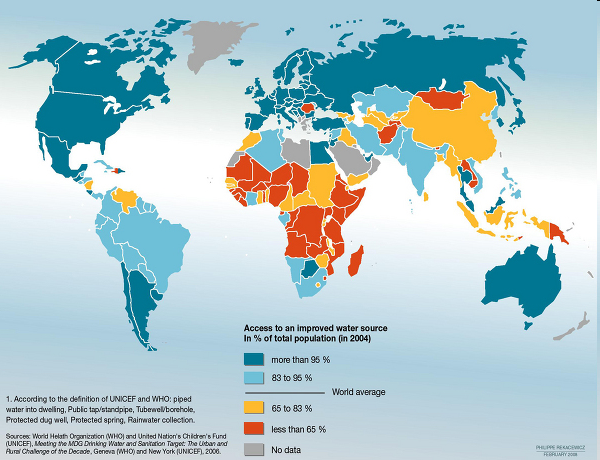 Access to an improved water source
In % of total population (in 2004)
more than 95 %
83 to 95 %
World average
65 to 83 %
less than 65 %
No data
1. According to the definition of UNICEF and WHO: piped
water into dwelling, Public tap/standpipe, Tubewell/borehole,
Protected dug well, Protected spring, Rainwater collection.
Sources: World Helath Organization (WHO) and United Nation's Children's Fund
(UNICEF), Meeting the MDG Drinking Water and Sanitation Target: The Urban and
Rural Challenge of the Decade, Geneva (WHO) and New York (UNICEF), 2006.
PHILIPPE REKACEWICZ